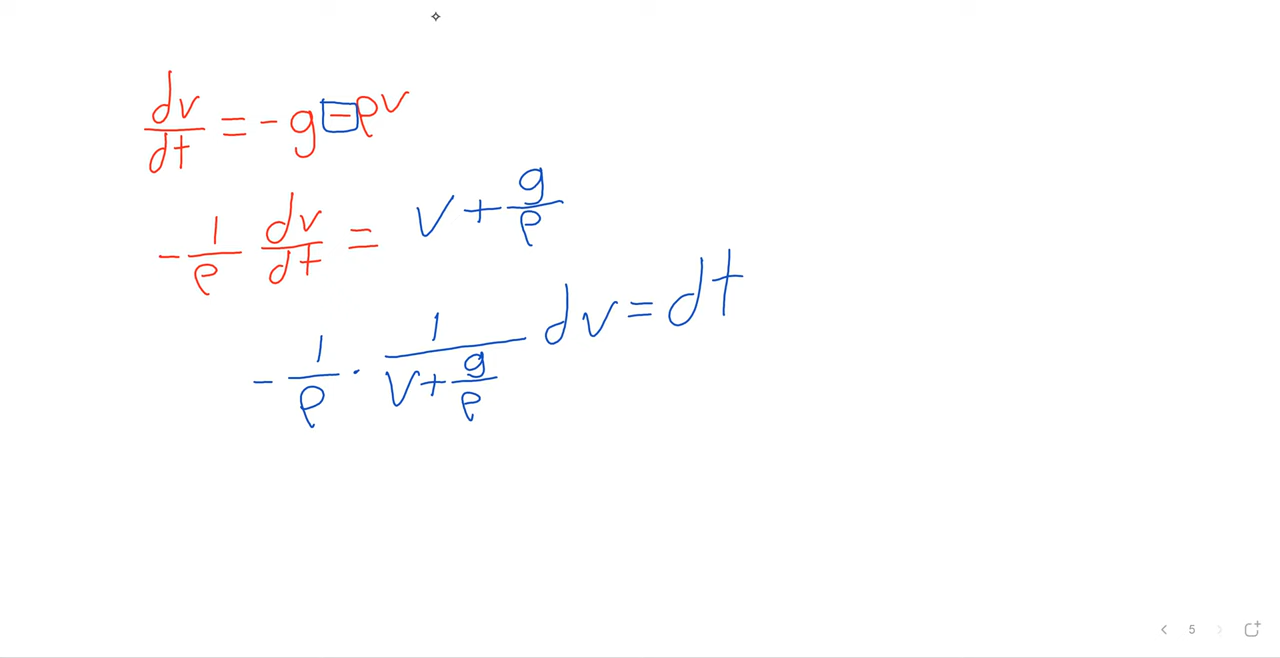 dv/dt = -g - ρv
-1/ρ dv/dt = v + g/ρ
-1/ρ · 1/(v + g/ρ) dv = dt
5